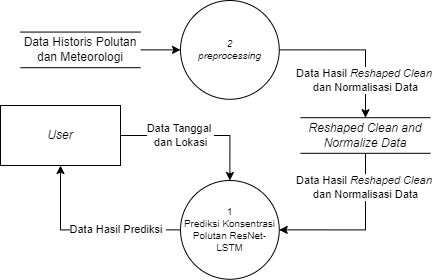 Data Historis Polutan
dan Meteorologi
2
preprocessing
Data Hasil Reshaped Clean
dan Normalisasi Data
User
Data Tanggal
dan Lokasi
Reshaped Clean and
Normalize Data
Data Hasil Reshaped Clean
dan Normalisasi Data
Data Hasil Prediksi
1
Prediksi Konsentrasi
Polutan ResNet-
LSTM